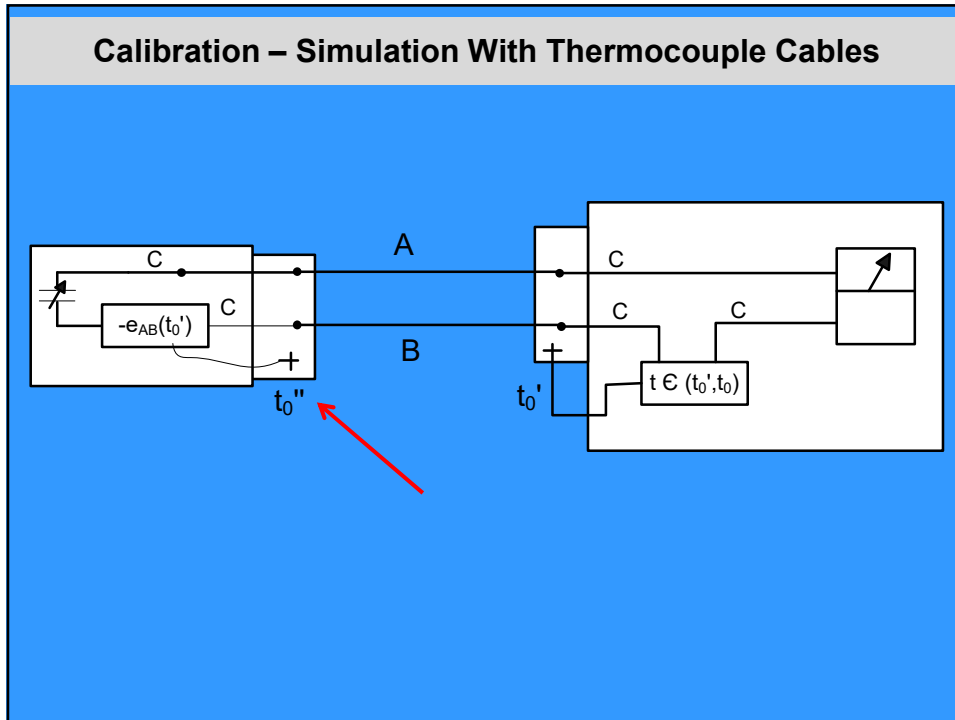 Calibration – Simulation With Thermocouple Cables
A
C
C
C
-eAB(t0')
C
C
B
t Є (t0',t0)
t0"
t0'